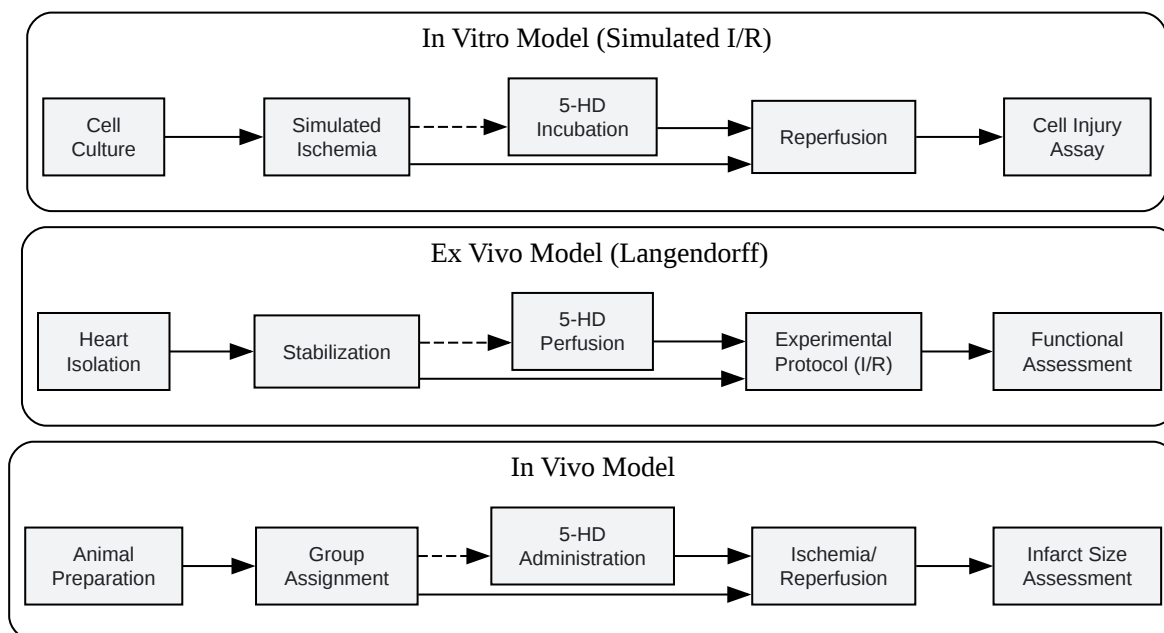 In Vitro Model (Simulated I/R)
Cell
Culture
Simulated
Ischemia
5-HD
Incubation
Reperfusion
Cell Injury
Assay
Ex Vivo Model (Langendorff)
Heart
Isolation
Stabilization
5-HD
Perfusion
Experimental
Protocol (I/R)
Functional
Assessment
In Vivo Model
Animal
Preparation
Group
Assignment
5-HD
Administration
Ischemia/
Reperfusion
Infarct Size
Assessment